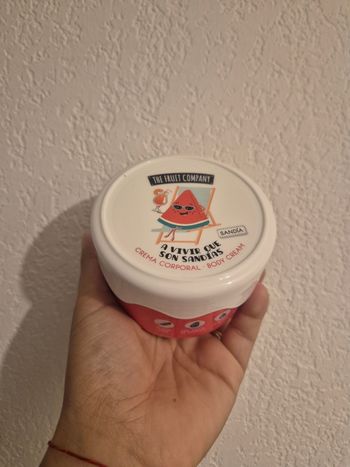 THE FRUIT COMPANY
SANDÍA
A VIVIR QUE
SON SANDÍAS
CREMA CORPORAL · BODY CREAM